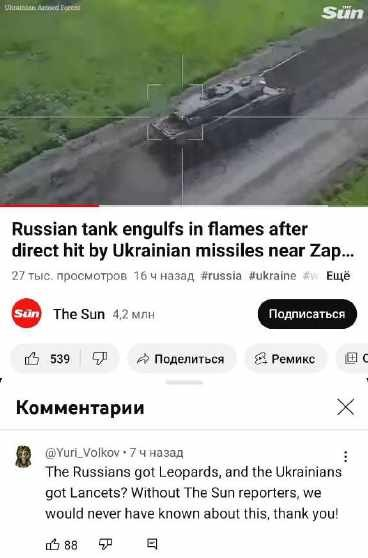 Ukrainian Armed Forces
The Sun
Russian tank engulfs in flames after
direct hit by Ukrainian missiles near Zap...
27 тыс. просмотров 16 ч назад #russia #ukraine #w Ещё
Sun The Sun 4,2 млн Подписаться
539 Поделиться Ремикс
Комментарии
@Yuri_Volkov • 7 ч назад
The Russians got Leopards, and the Ukrainians
got Lancets? Without The Sun reporters, we
would never have known about this, thank you!
88